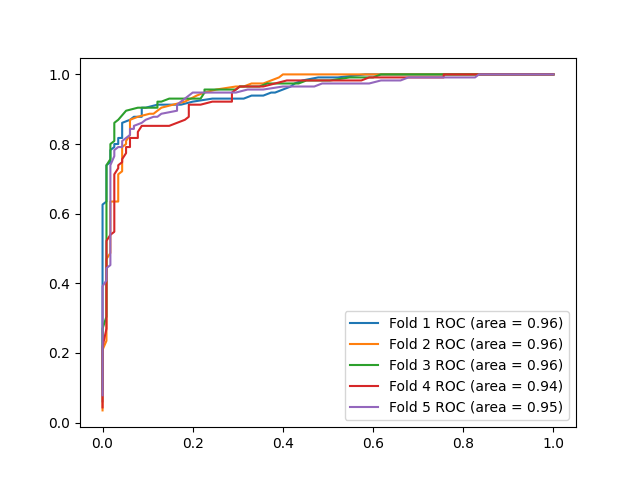 1.0
0.8
0.6
0.4
0.2
0.0
Fold 1 ROC (area = 0.96)
Fold 2 ROC (area = 0.96)
Fold 3 ROC (area = 0.96)
Fold 4 ROC (area = 0.94)
Fold 5 ROC (area = 0.95)
0.0 0.2 0.4 0.6 0.8 1.0